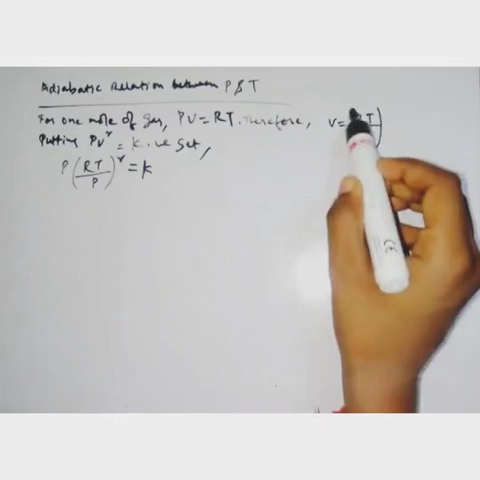 Adiabatic Relation between P & T
For one mole of gas, PV = RT. Therefore, V =
Putting PV^γ = K. we get,
P(RT/P)^γ = K